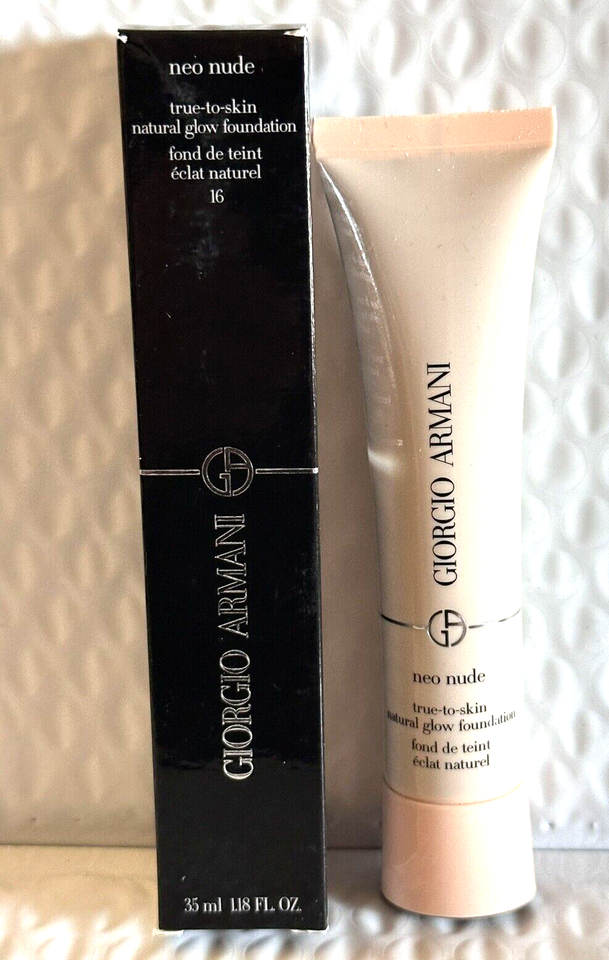 neo nude
true-to-skin
natural glow foundation
fond de teint
éclat naturel
16
GIORGIO ARMANI
35 ml 1.18 FL. OZ.
GIORGIO ARMANI
neo nude
true-to-skin
natural glow foundation
fond de teint
éclat naturel